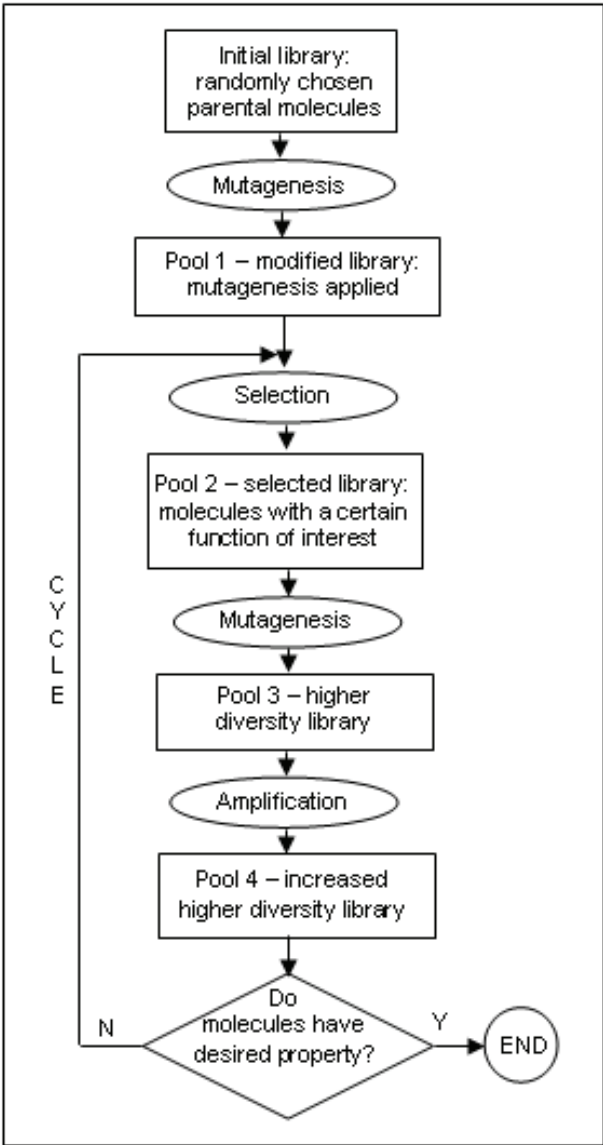 Initial library:
randomly chosen
parental molecules
Mutagenesis
Pool 1 – modified library:
mutagenesis applied
Selection
Pool 2 – selected library:
molecules with a certain
function of interest
Mutagenesis
Pool 3 – higher
diversity library
Amplification
Pool 4 – increased
higher diversity library
Do
molecules have
desired property?
N
Y
END
C
Y
C
L
E